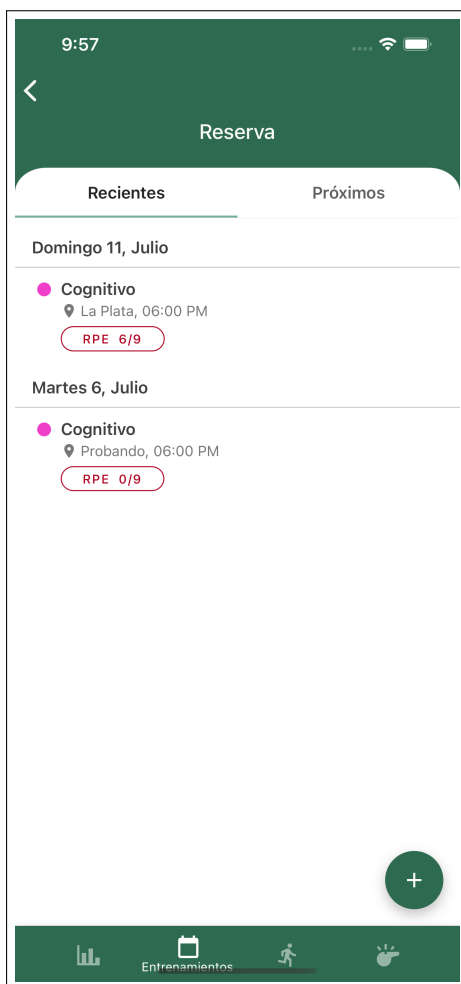 9:57
Reserva
Recientes Próximos
Domingo 11, Julio
Cognitivo
La Plata, 06:00 PM
RPE 6/9
Martes 6, Julio
Cognitivo
Probando, 06:00 PM
RPE 0/9
+
Entrenamientos